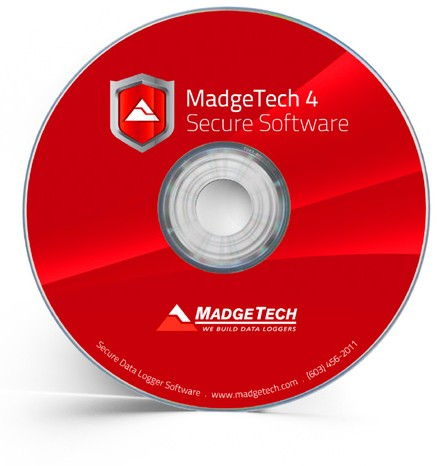 MadgeTech 4
Secure Software
MADGETECH
WE BUILD DATA LOGGERS
Secure Data Logger Software . www.madgetech.com . (603) 456-2011